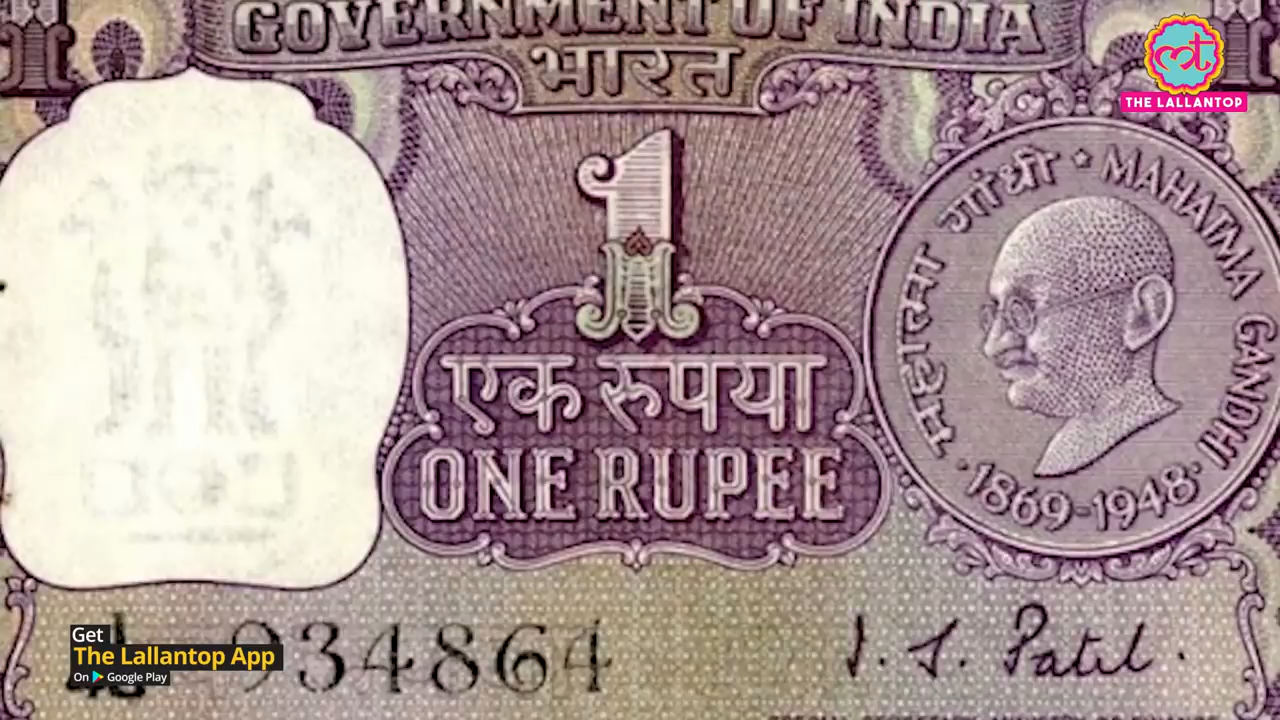 GOVERNMENT OF INDIA
भारत
1
THE LALLANTOP
महात्मा गांधी * MAHATMA GANDHI
1869-1948
एक रुपया
ONE RUPEE
934864
I. G. Patel.
Get
The Lallantop App
On Google Play